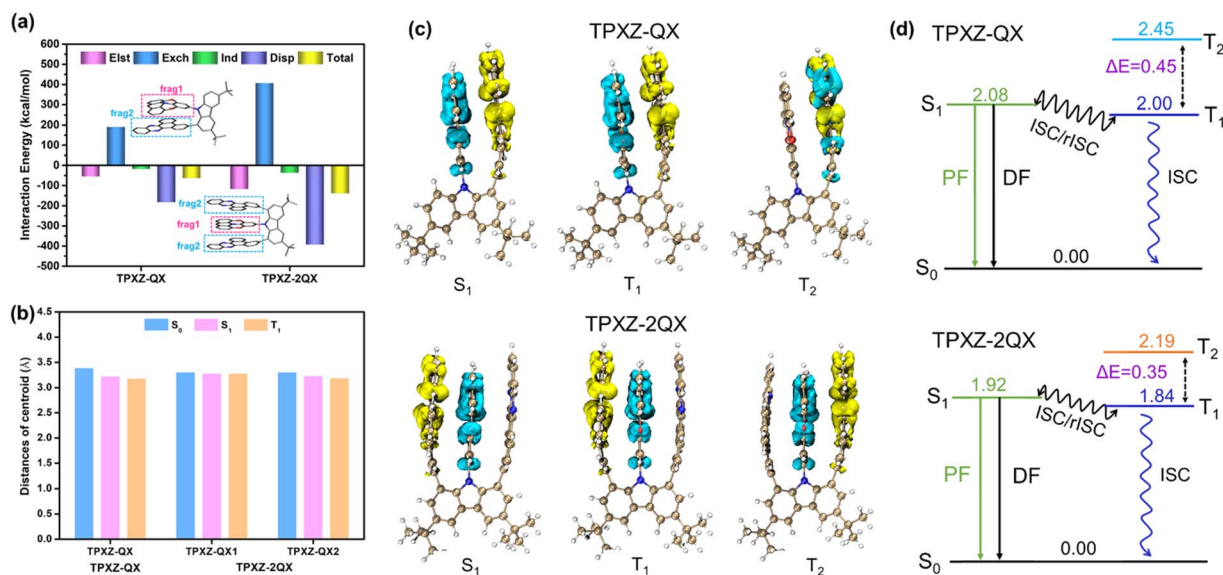 (a)
600
500
400
300
200
100
0
-100
-200
-300
-400
-500
Interaction Energy (kcal/mol)
Elst Exch Ind Disp Total
frag1
frag2
frag2
frag1
frag2
TPXZ-QX TPXZ-2QX
(b)
4.5
4.0
3.5
3.0
2.5
2.0
1.5
1.0
0.5
0.0
Distances of centroid (Å)
S0 S1 T1
TPXZ-QX TPXZ-QX1 TPXZ-QX2
TPXZ-QX TPXZ-2QX
(c)
TPXZ-QX
S1 T1 T2
TPXZ-2QX
S1 T1 T2
(d)
TPXZ-QX
2.45
T2
ΔE=0.45
S1 2.08
2.00
T1
ISC/rISC
PF DF ISC
0.00
S0
TPXZ-2QX
2.19
T2
ΔE=0.35
S1 1.92
1.84
T1
ISC/rISC
PF DF ISC
0.00
S0